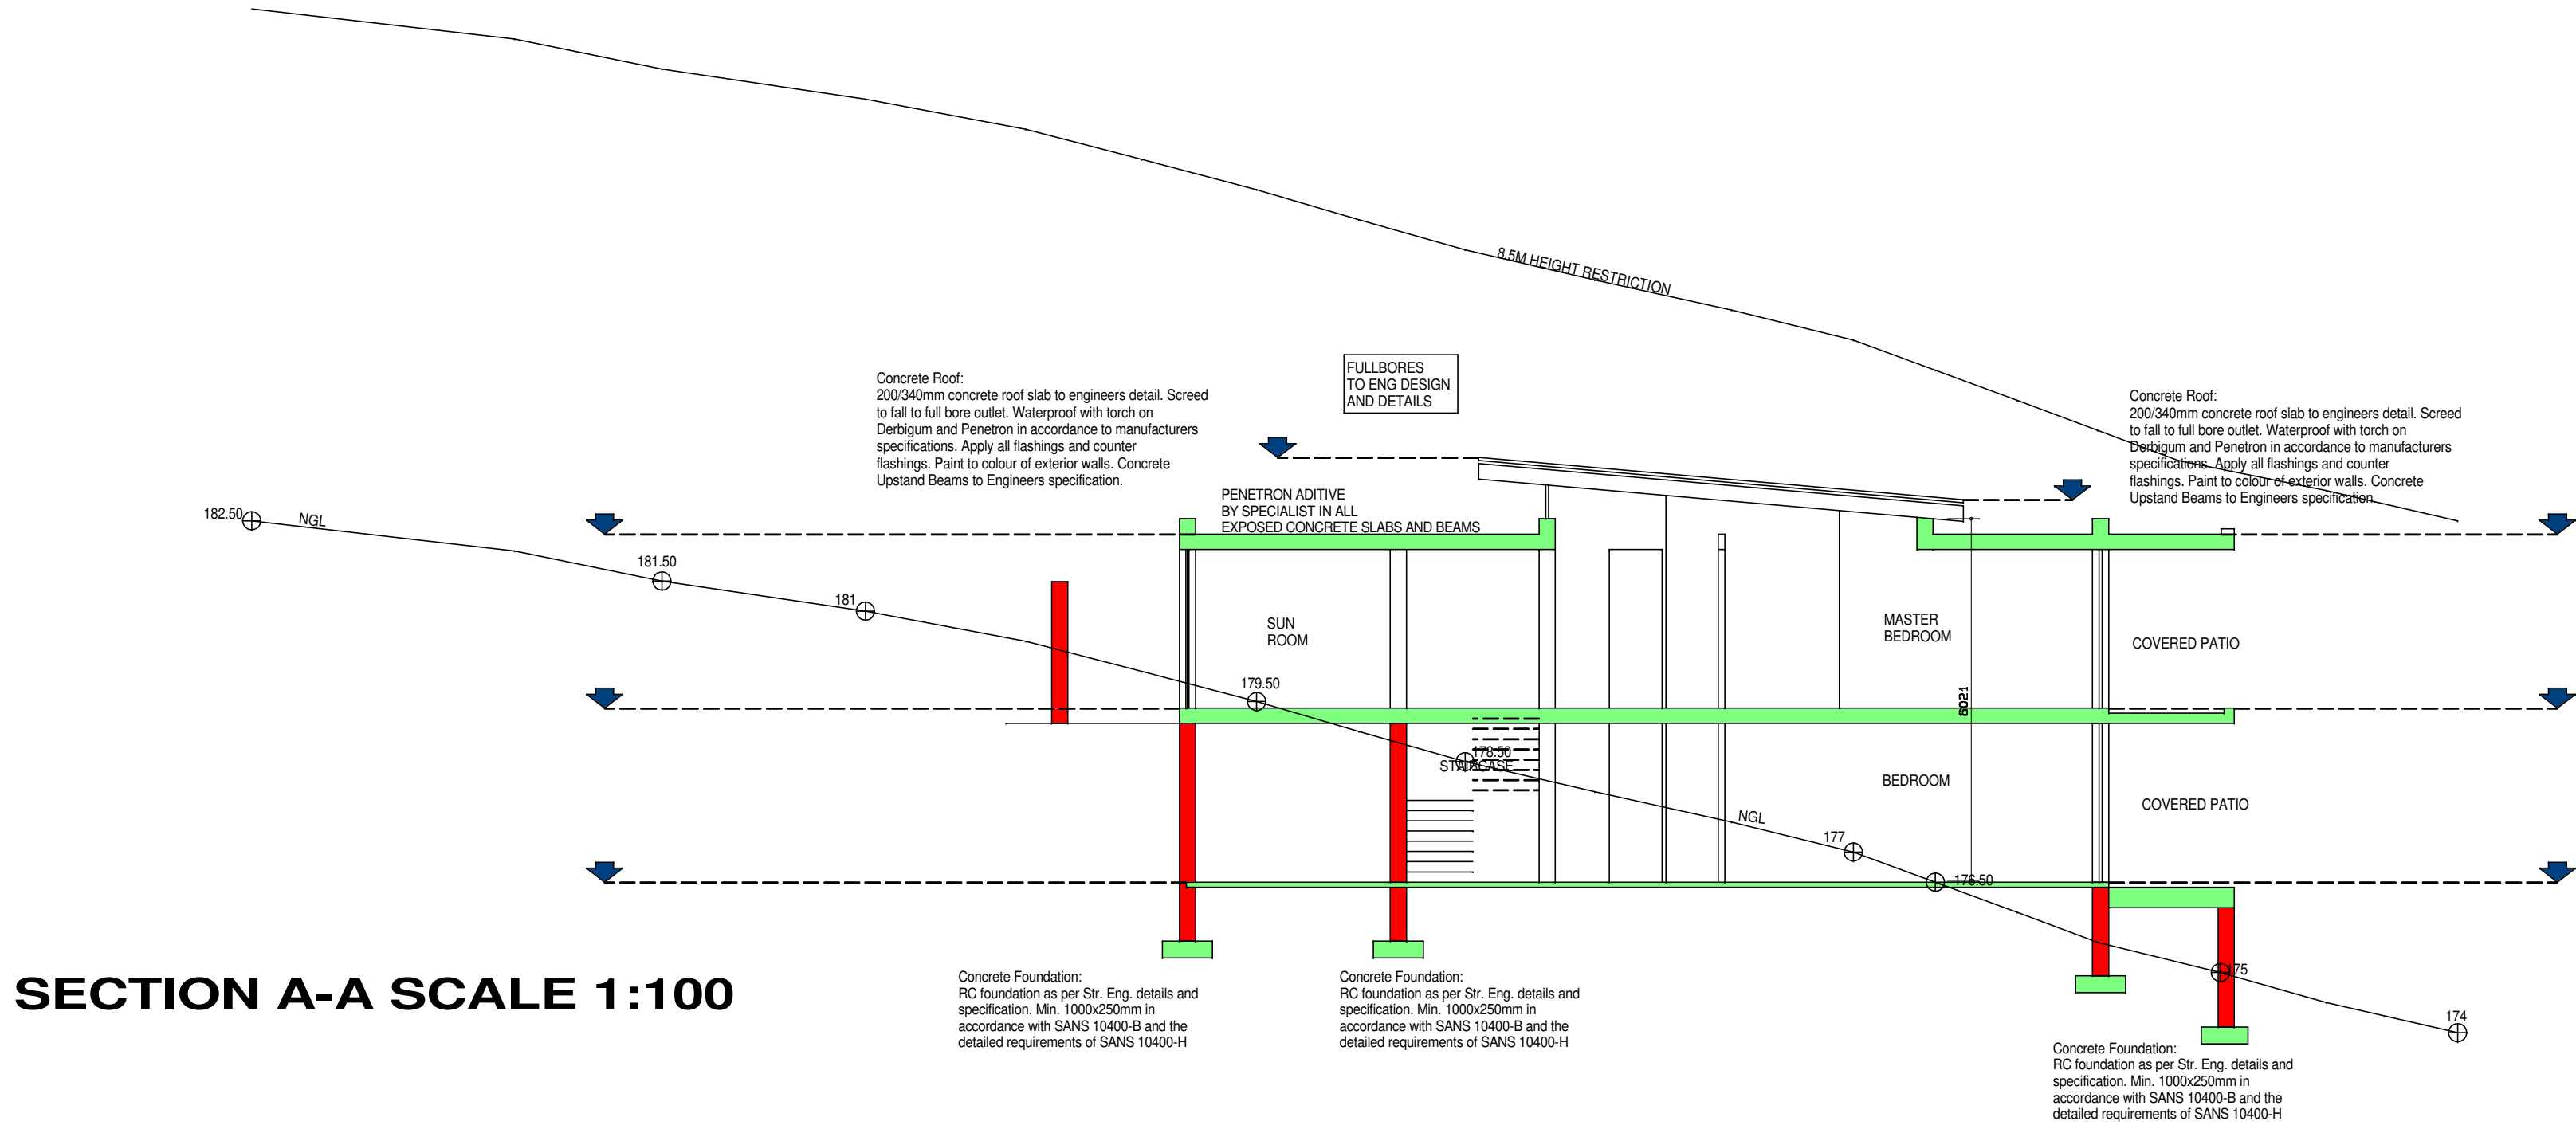 8.5M HEIGHT RESTRICTION
FULLBORES
TO ENG DESIGN
AND DETAILS
Concrete Roof:
200/340mm concrete roof slab to engineers detail. Screed
to fall to full bore outlet. Waterproof with torch on
Derbigum and Penetron in accordance to manufacturers
specifications. Apply all flashings and counter
flashings. Paint to colour of exterior walls. Concrete
Upstand Beams to Engineers specification.
Concrete Roof:
200/340mm concrete roof slab to engineers detail. Screed
to fall to full bore outlet. Waterproof with torch on
Derbigum and Penetron in accordance to manufacturers
specifications. Apply all flashings and counter
flashings. Paint to colour of exterior walls. Concrete
Upstand Beams to Engineers specification.
PENETRON ADITIVE
BY SPECIALIST IN ALL
EXPOSED CONCRETE SLABS AND BEAMS
182.50
NGL
181.50
181
SUN
ROOM
MASTER
BEDROOM
COVERED PATIO
179.50
6021
178.50
STAIRCASE
BEDROOM
COVERED PATIO
NGL
177
176.50
175
174
SECTION A-A SCALE 1:100
Concrete Foundation:
RC foundation as per Str. Eng. details and
specification. Min. 1000x250mm in
accordance with SANS 10400-B and the
detailed requirements of SANS 10400-H
Concrete Foundation:
RC foundation as per Str. Eng. details and
specification. Min. 1000x250mm in
accordance with SANS 10400-B and the
detailed requirements of SANS 10400-H
Concrete Foundation:
RC foundation as per Str. Eng. details and
specification. Min. 1000x250mm in
accordance with SANS 10400-B and the
detailed requirements of SANS 10400-H